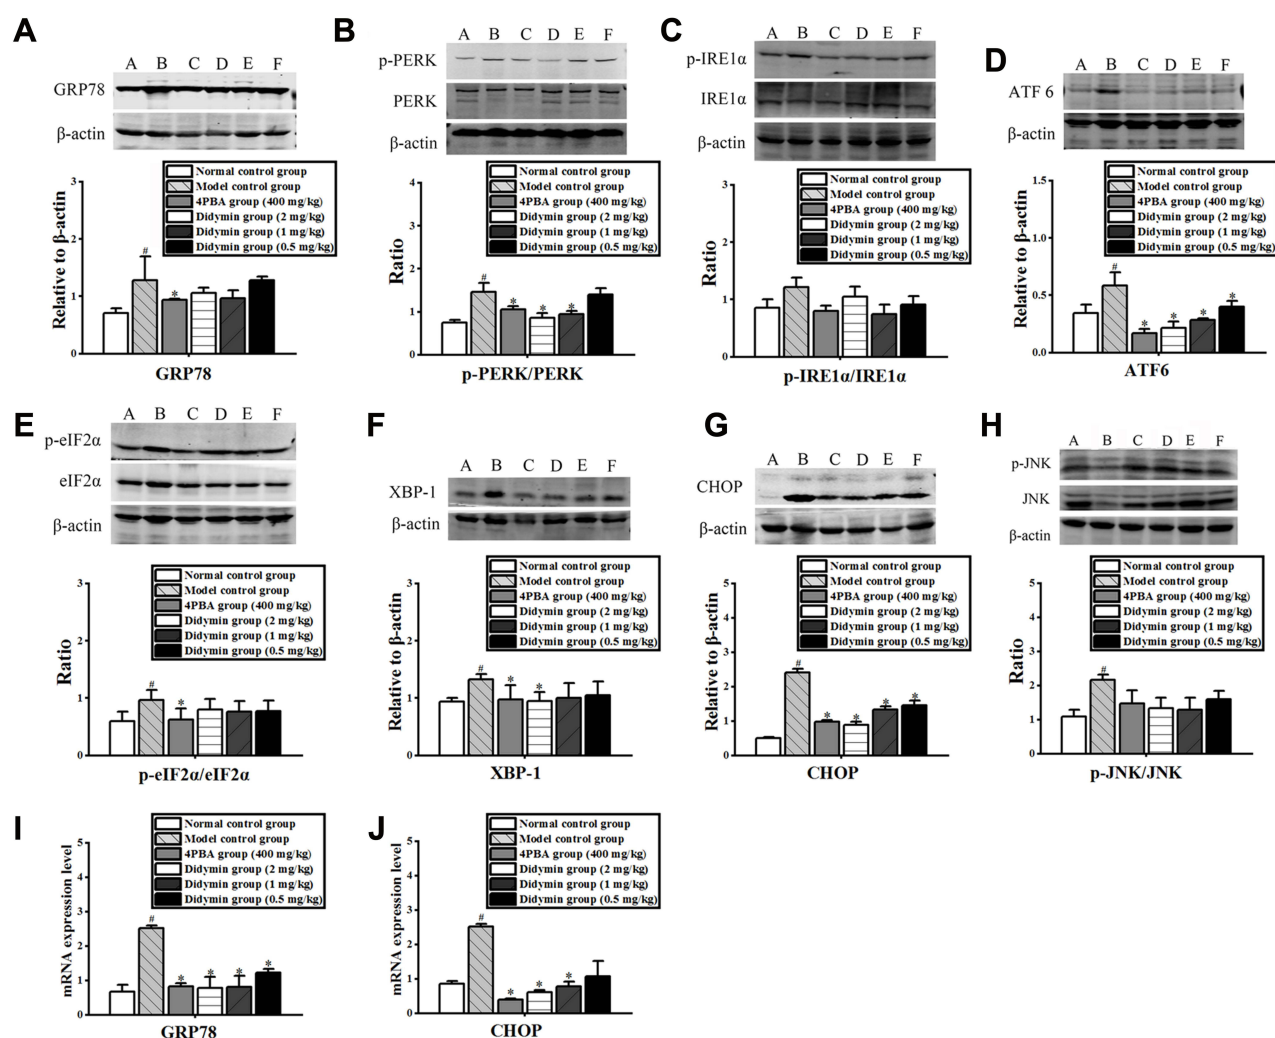 A
A B C D E F
GRP78
β-actin
Normal control group
Model control group
4PBA group (400 mg/kg)
Didymin group (2 mg/kg)
Didymin group (1 mg/kg)
Didymin group (0.5 mg/kg)
Relative to β-actin
3
2
1
0
#
*
GRP78
B
A B C D E F
p-PERK
PERK
β-actin
Normal control group
Model control group
4PBA group (400 mg/kg)
Didymin group (2 mg/kg)
Didymin group (1 mg/kg)
Didymin group (0.5 mg/kg)
Ratio
4
3
2
1
0
#
* * *
p-PERK/PERK
C
A B C D E F
p-IRE1α
IRE1α
β-actin
Normal control group
Model control group
4PBA group (400 mg/kg)
Didymin group (2 mg/kg)
Didymin group (1 mg/kg)
Didymin group (0.5 mg/kg)
Ratio
3
2
1
0
p-IRE1α/IRE1α
D
A B C D E F
ATF 6
β-actin
Normal control group
Model control group
4PBA group (400 mg/kg)
Didymin group (2 mg/kg)
Didymin group (1 mg/kg)
Didymin group (0.5 mg/kg)
Relative to β-actin
1.5
1.0
0.5
0.0
#
* * * *
ATF6
E
A B C D E F
p-eIF2α
eIF2α
β-actin
Normal control group
Model control group
4PBA group (400 mg/kg)
Didymin group (2 mg/kg)
Didymin group (1 mg/kg)
Didymin group (0.5 mg/kg)
Ratio
3
2
1
0
#
*
p-eIF2α/eIF2α
F
A B C D E F
XBP-1
β-actin
Normal control group
Model control group
4PBA group (400 mg/kg)
Didymin group (2 mg/kg)
Didymin group (1 mg/kg)
Didymin group (0.5 mg/kg)
Relative to β-actin
3
2
1
0
#
* *
XBP-1
G
A B C D E F
CHOP
β-actin
Normal control group
Model control group
4PBA group (400 mg/kg)
Didymin group (2 mg/kg)
Didymin group (1 mg/kg)
Didymin group (0.5 mg/kg)
Relative to β-actin
5
4
3
2
1
0
#
* * * *
CHOP
H
A B C D E F
p-JNK
JNK
β-actin
Normal control group
Model control group
4PBA group (400 mg/kg)
Didymin group (2 mg/kg)
Didymin group (1 mg/kg)
Didymin group (0.5 mg/kg)
Ratio
5
4
3
2
1
0
#
p-JNK/JNK
I
Normal control group
Model control group
4PBA group (400 mg/kg)
Didymin group (2 mg/kg)
Didymin group (1 mg/kg)
Didymin group (0.5 mg/kg)
mRNA expression level
5
4
3
2
1
0
#
* * * *
GRP78
J
Normal control group
Model control group
4PBA group (400 mg/kg)
Didymin group (2 mg/kg)
Didymin group (1 mg/kg)
Didymin group (0.5 mg/kg)
mRNA expression level
5
4
3
2
1
0
#
* * *
CHOP